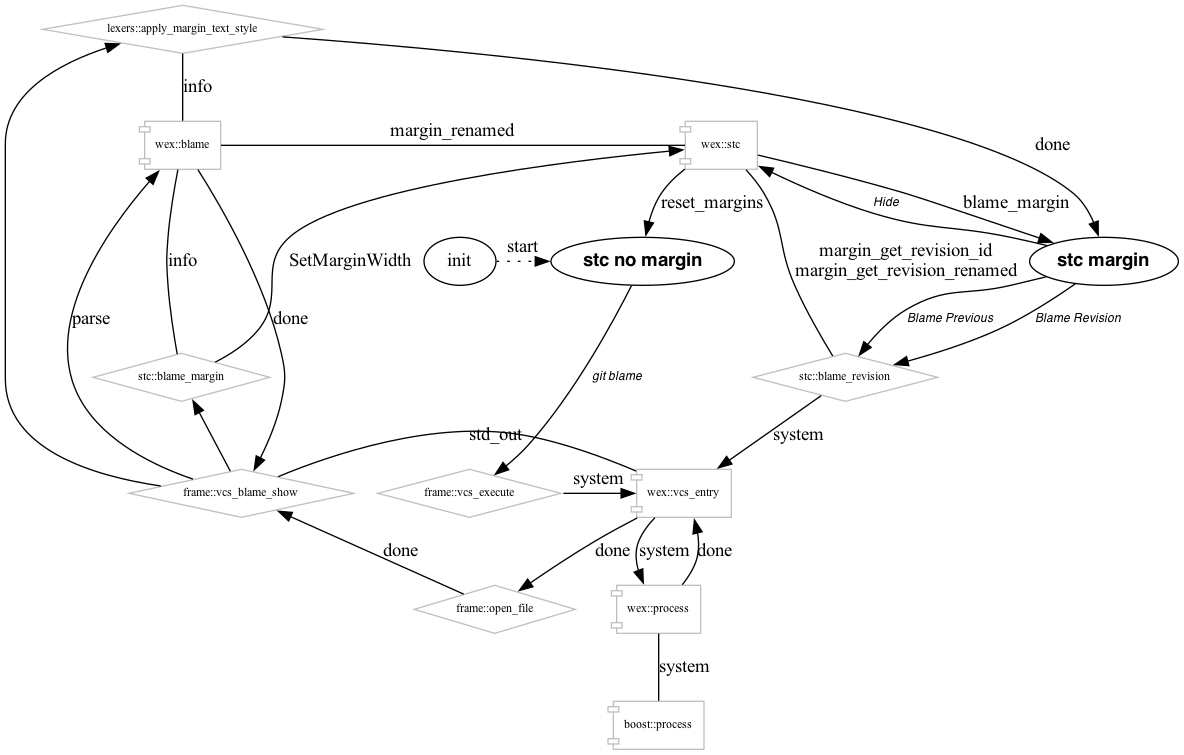 lexers::apply_margin_text_style
info
wex::blame
margin_renamed
wex::stc
done
reset_margins
Hide
blame_margin
init
start
stc no margin
SetMarginWidth
info
margin_get_revision_id
margin_get_revision_renamed
stc margin
parse
done
Blame Previous
Blame Revision
stc::blame_margin
git blame
stc::blame_revision
std_out
system
frame::vcs_blame_show
frame::vcs_execute
system
wex::vcs_entry
done
done
system
done
frame::open_file
wex::process
system
boost::process